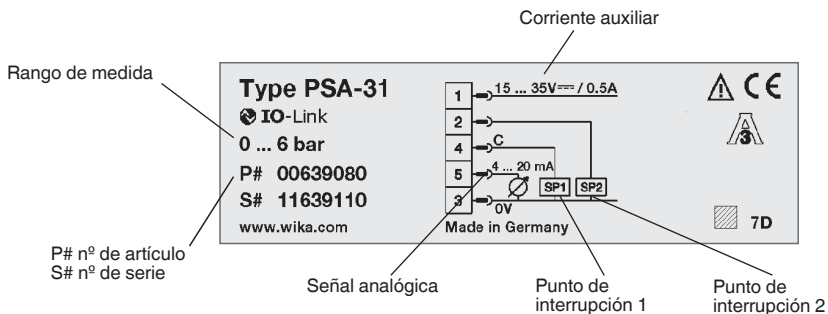 Corriente auxiliar
Rango de medida
Type PSA-31
IO-Link
0 ... 6 bar
P# 00639080
S# 11639110
www.wika.com
1 15 ... 35V⎓ / 0.5A
2
4 C
5 4 ... 20 mA
3 0V
SP1 SP2
Made in Germany
CE
3
7D
P# nº de artículo
S# nº de serie
Señal analógica
Punto de
interrupción 1
Punto de
interrupción 2